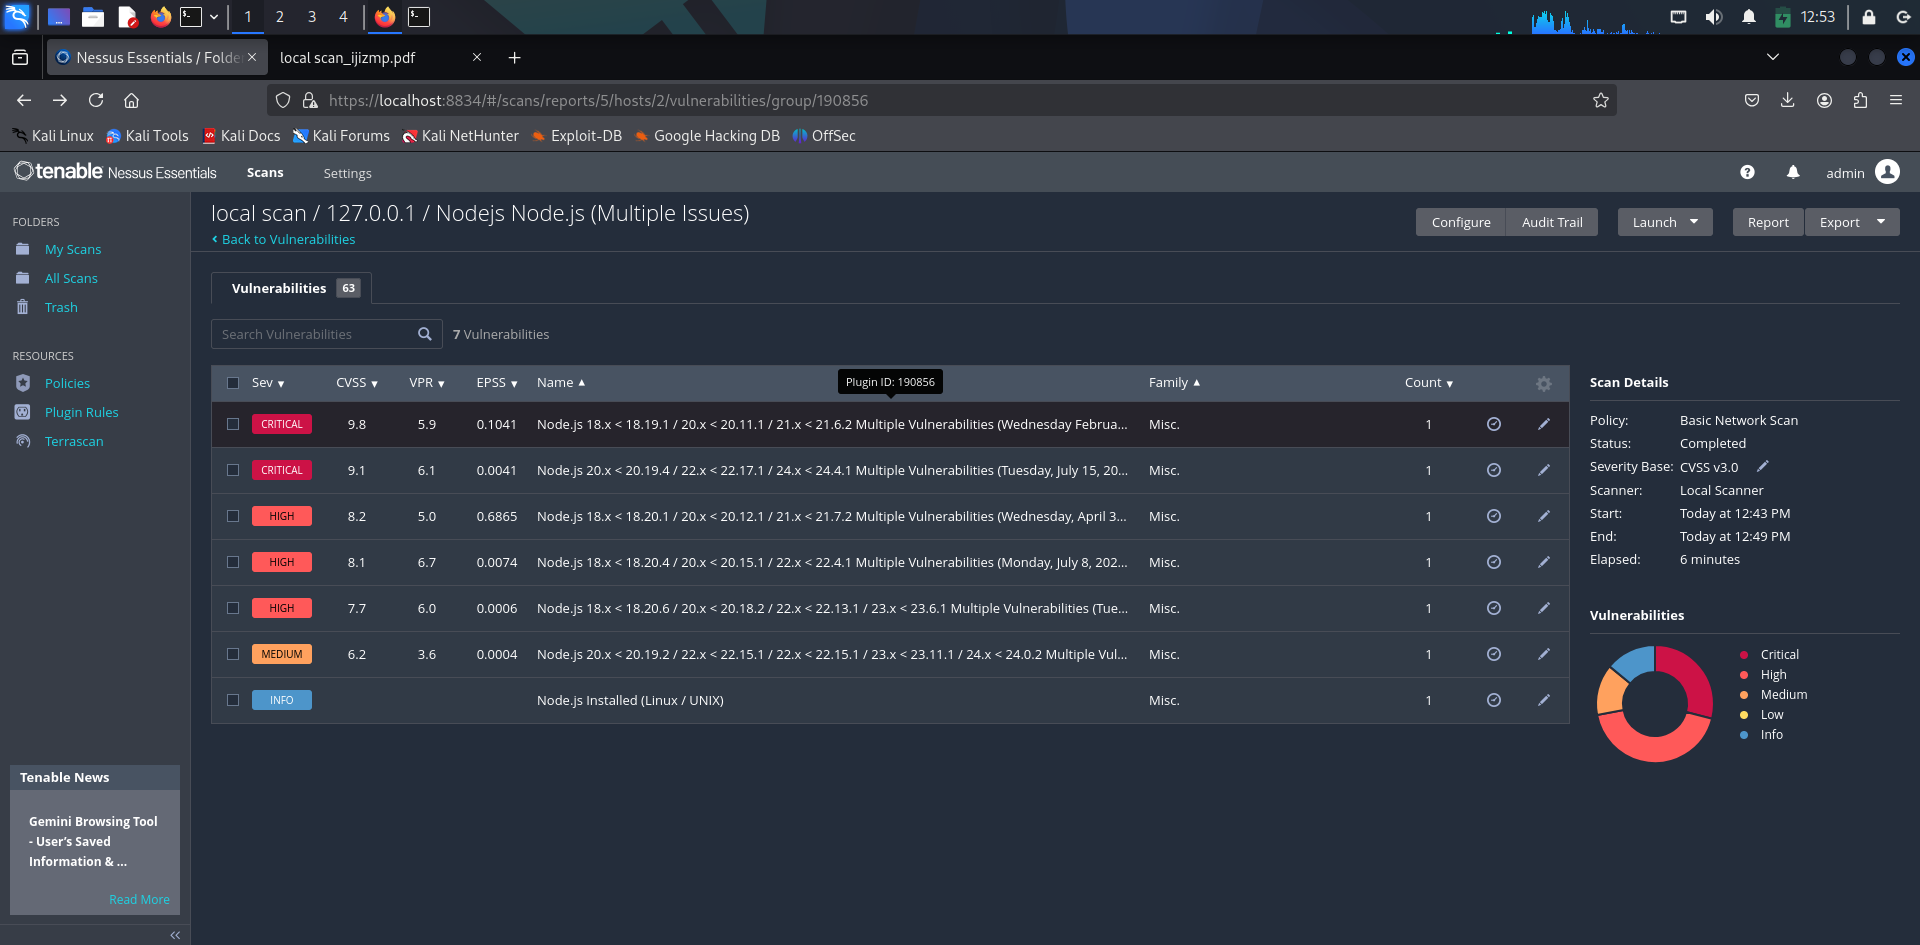 1 2 3 4 12:53
Nessus Essentials / Folde local scan_ijizmp.pdf
https://localhost:8834/#/scans/reports/5/hosts/2/vulnerabilities/group/190856
Kali Linux Kali Tools Kali Docs Kali Forums Kali NetHunter Exploit-DB Google Hacking DB OffSec
tenable Nessus Essentials Scans Settings admin
FOLDERS
My Scans
All Scans
Trash
RESOURCES
Policies
Plugin Rules
Terrascan
Tenable News
Gemini Browsing Tool
- User's Saved
Information & ...
Read More
local scan / 127.0.0.1 / Nodejs Node.js (Multiple Issues)
Back to Vulnerabilities
Configure Audit Trail Launch Report Export
Vulnerabilities 63
Search Vulnerabilities 7 Vulnerabilities
Plugin ID: 190856
Sev CVSS VPR EPSS Name Family Count
CRITICAL 9.8 5.9 0.1041 Node.js 18.x < 18.19.1 / 20.x < 20.11.1 / 21.x < 21.6.2 Multiple Vulnerabilities (Wednesday Februa... Misc. 1
CRITICAL 9.1 6.1 0.0041 Node.js 20.x < 20.19.4 / 22.x < 22.17.1 / 24.x < 24.4.1 Multiple Vulnerabilities (Tuesday, July 15, 20... Misc. 1
HIGH 8.2 5.0 0.6865 Node.js 18.x < 18.20.1 / 20.x < 20.12.1 / 21.x < 21.7.2 Multiple Vulnerabilities (Wednesday, April 3... Misc. 1
HIGH 8.1 6.7 0.0074 Node.js 18.x < 18.20.4 / 20.x < 20.15.1 / 22.x < 22.4.1 Multiple Vulnerabilities (Monday, July 8, 202... Misc. 1
HIGH 7.7 6.0 0.0006 Node.js 18.x < 18.20.6 / 20.x < 20.18.2 / 22.x < 22.13.1 / 23.x < 23.6.1 Multiple Vulnerabilities (Tue... Misc. 1
MEDIUM 6.2 3.6 0.0004 Node.js 20.x < 20.19.2 / 22.x < 22.15.1 / 22.x < 22.15.1 / 23.x < 23.11.1 / 24.x < 24.0.2 Multiple Vul... Misc. 1
INFO Node.js Installed (Linux / UNIX) Misc. 1
Scan Details
Policy: Basic Network Scan
Status: Completed
Severity Base: CVSS v3.0
Scanner: Local Scanner
Start: Today at 12:43 PM
End: Today at 12:49 PM
Elapsed: 6 minutes
Vulnerabilities
Critical
High
Medium
Low
Info